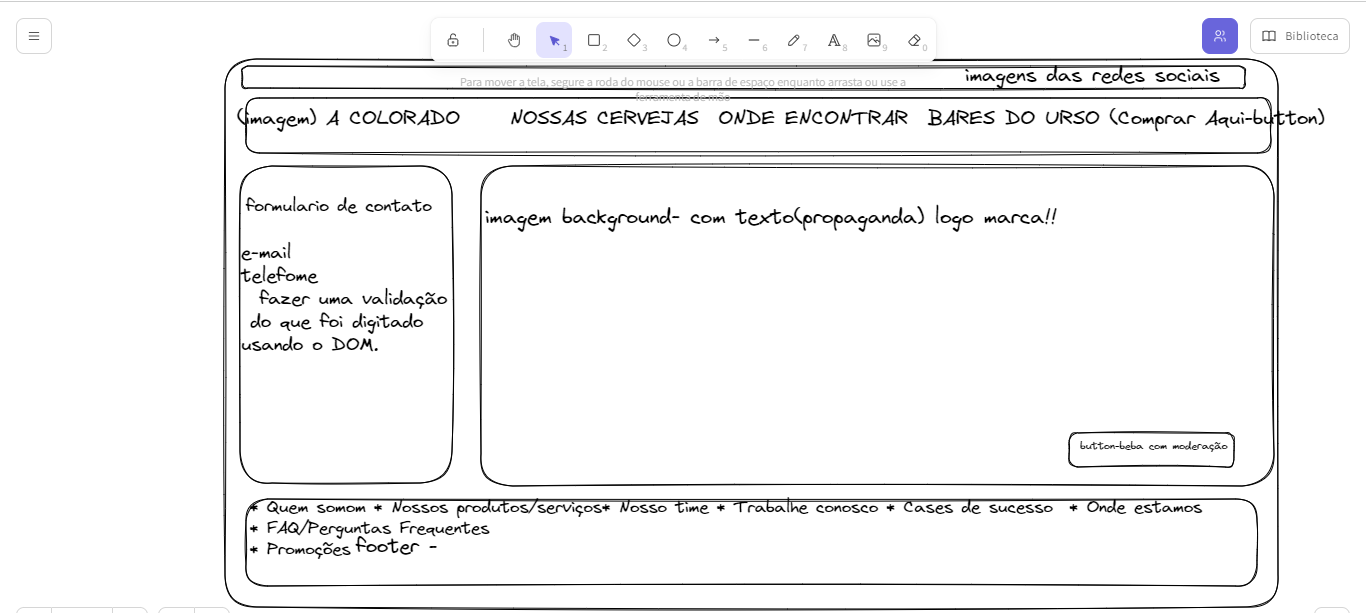 1 2 3 4 5 6 7 8 9 0
Biblioteca
Para mover a tela, segure a roda do mouse ou a barra de espaço enquanto arrasta ou use a
ferramenta de mão
imagens das redes sociais
(imagem) A COLORADO NOSSAS CERVEJAS ONDE ENCONTRAR BARES DO URSO (Comprar Aqui-button)
formulario de contato
e-mail
telefome
fazer uma validação
do que foi digitado
usando o DOM.
imagem background- com texto(propaganda) logo marca!!
button-beba com moderação
* Quem somom * Nossos produtos/serviços* Nosso time * Trabalhe conosco * Cases de sucesso * Onde estamos
* FAQ/Perguntas Frequentes
* Promoções footer -